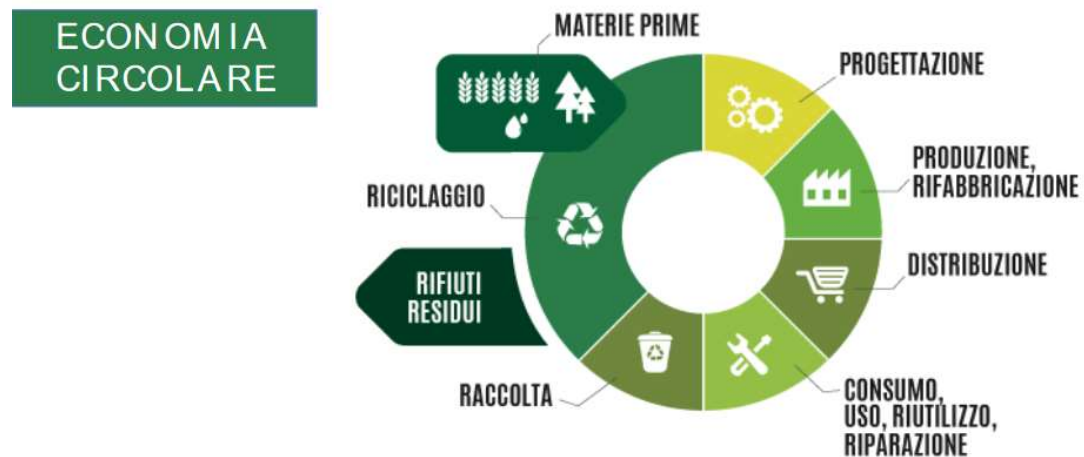 ECONOMIA
CIRCOLARE
MATERIE PRIME
PROGETTAZIONE
PRODUZIONE,
RIFABBRICAZIONE
RICICLAGGIO
DISTRIBUZIONE
RIFIUTI
RESIDUI
RACCOLTA
CONSUMO,
USO, RIUTILIZZO,
RIPARAZIONE